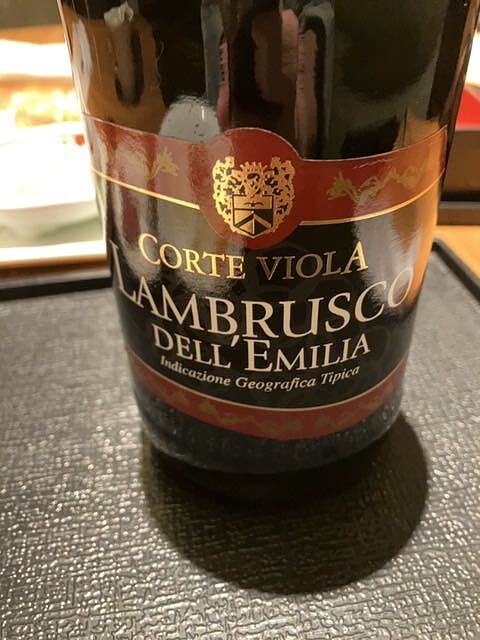 CORTE VIOLA
LAMBRUSCO
DELL'EMILIA
Indicazione Geografica Tipica